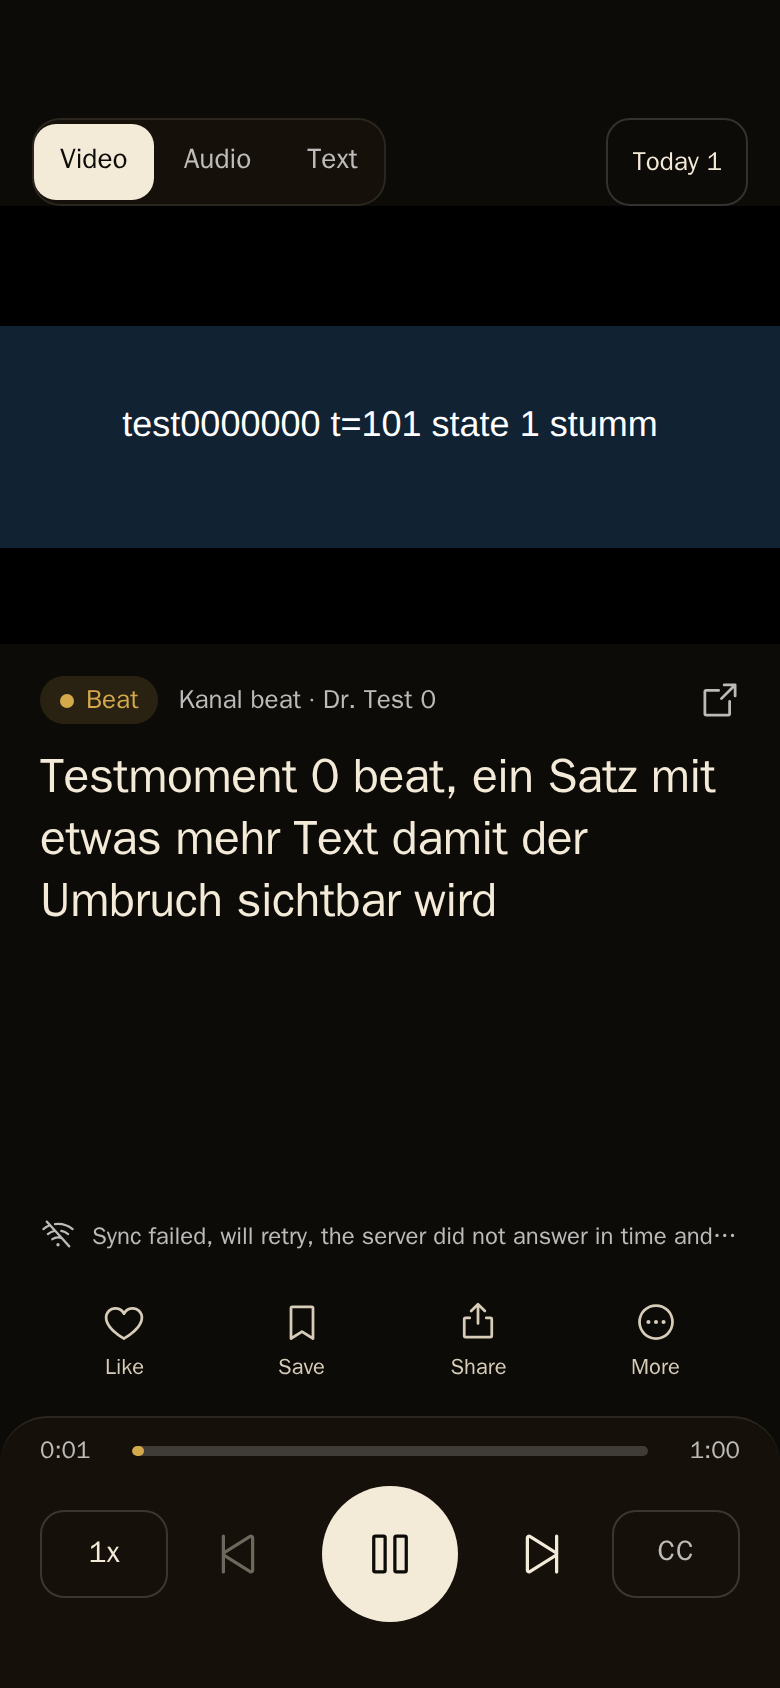 Video Audio Text Today 1
test0000000 t=101 state 1 stumm
Beat Kanal beat · Dr. Test 0
Testmoment 0 beat, ein Satz mit
etwas mehr Text damit der
Umbruch sichtbar wird
Sync failed, will retry, the server did not answer in time and…
Like Save Share More
0:01 1:00
1x CC